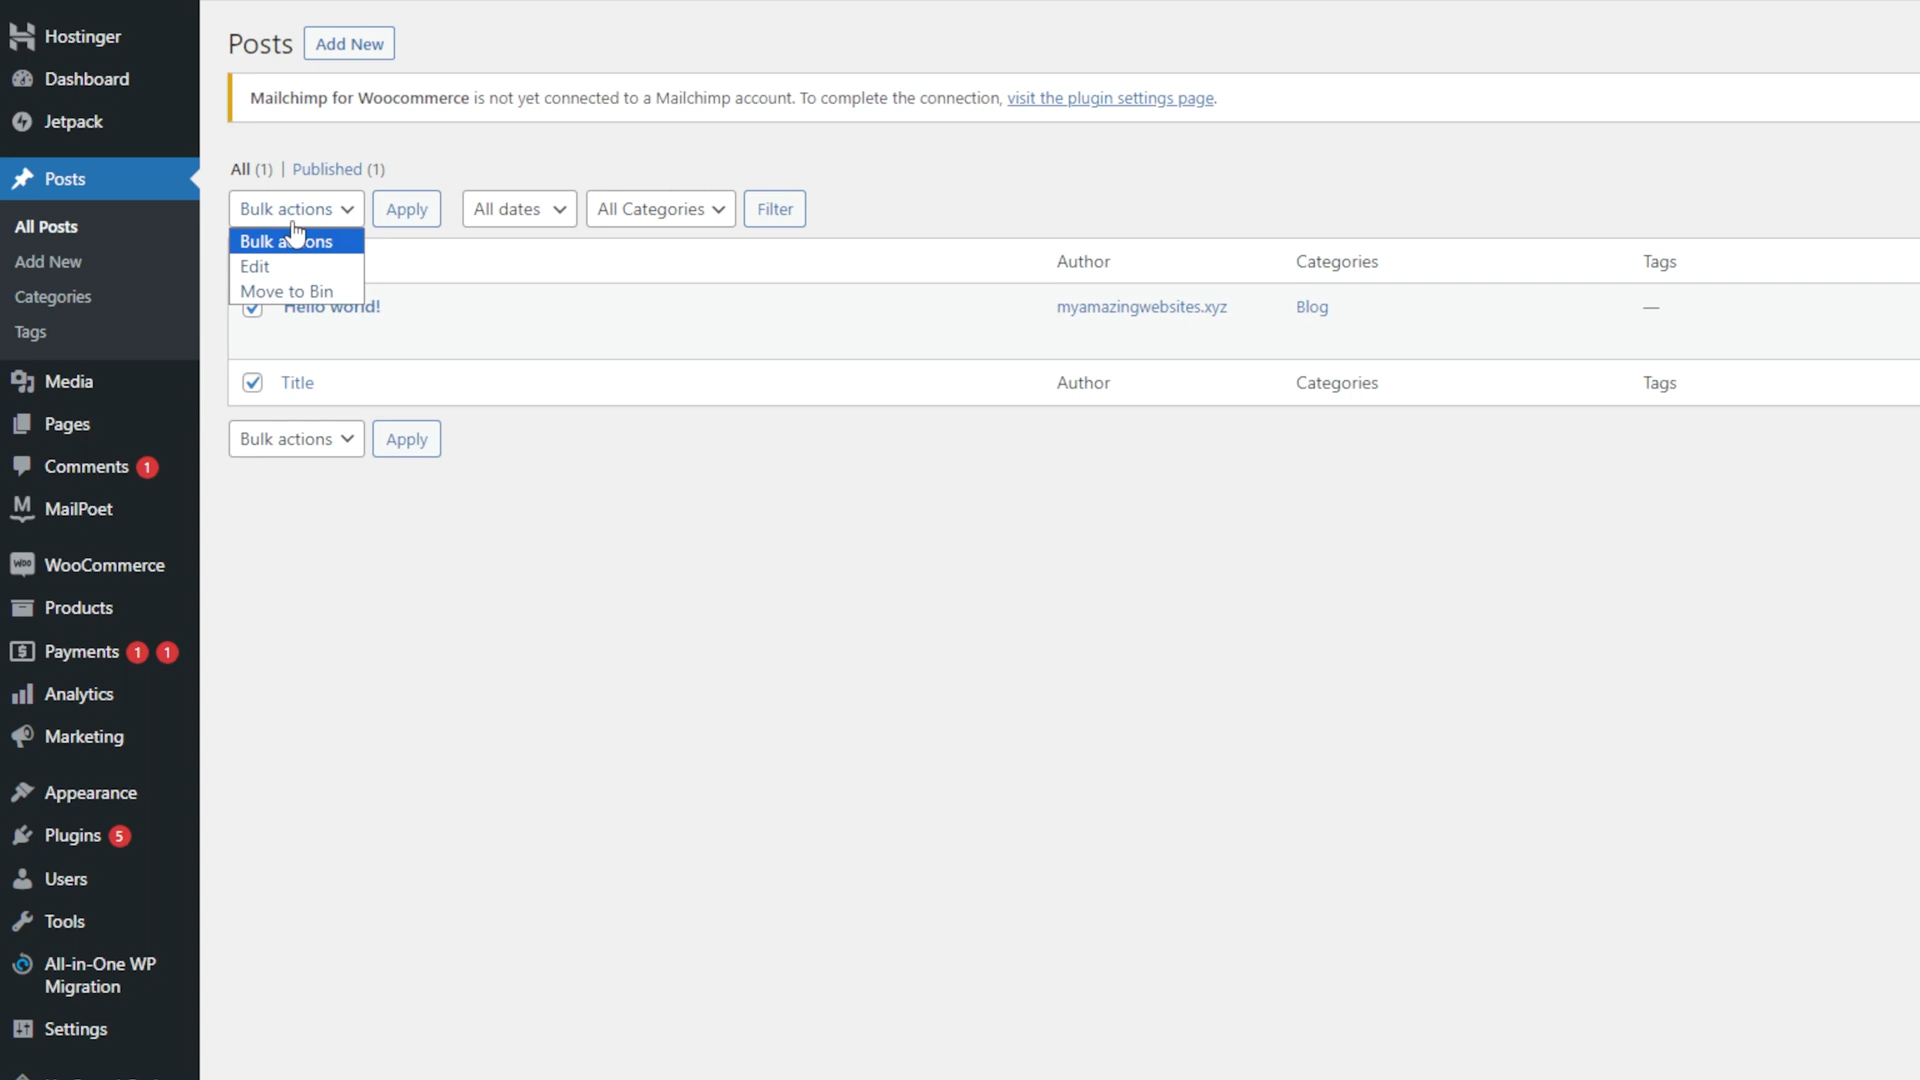 Hostinger
Dashboard
Jetpack
Posts
All Posts
Add New
Categories
Tags
Media
Pages
Comments 1
MailPoet
WooCommerce
Products
Payments 1 1
Analytics
Marketing
Appearance
Plugins 5
Users
Tools
All-in-One WP
Migration
Settings
Posts Add New
Mailchimp for Woocommerce is not yet connected to a Mailchimp account. To complete the connection, visit the plugin settings page.
All (1) | Published (1)
Bulk actions Apply All dates All Categories Filter
Bulk actions
Edit
Move to Bin
Author Categories Tags
Hello world! myamazingwebsites.xyz Blog —
Title Author Categories Tags
Bulk actions Apply